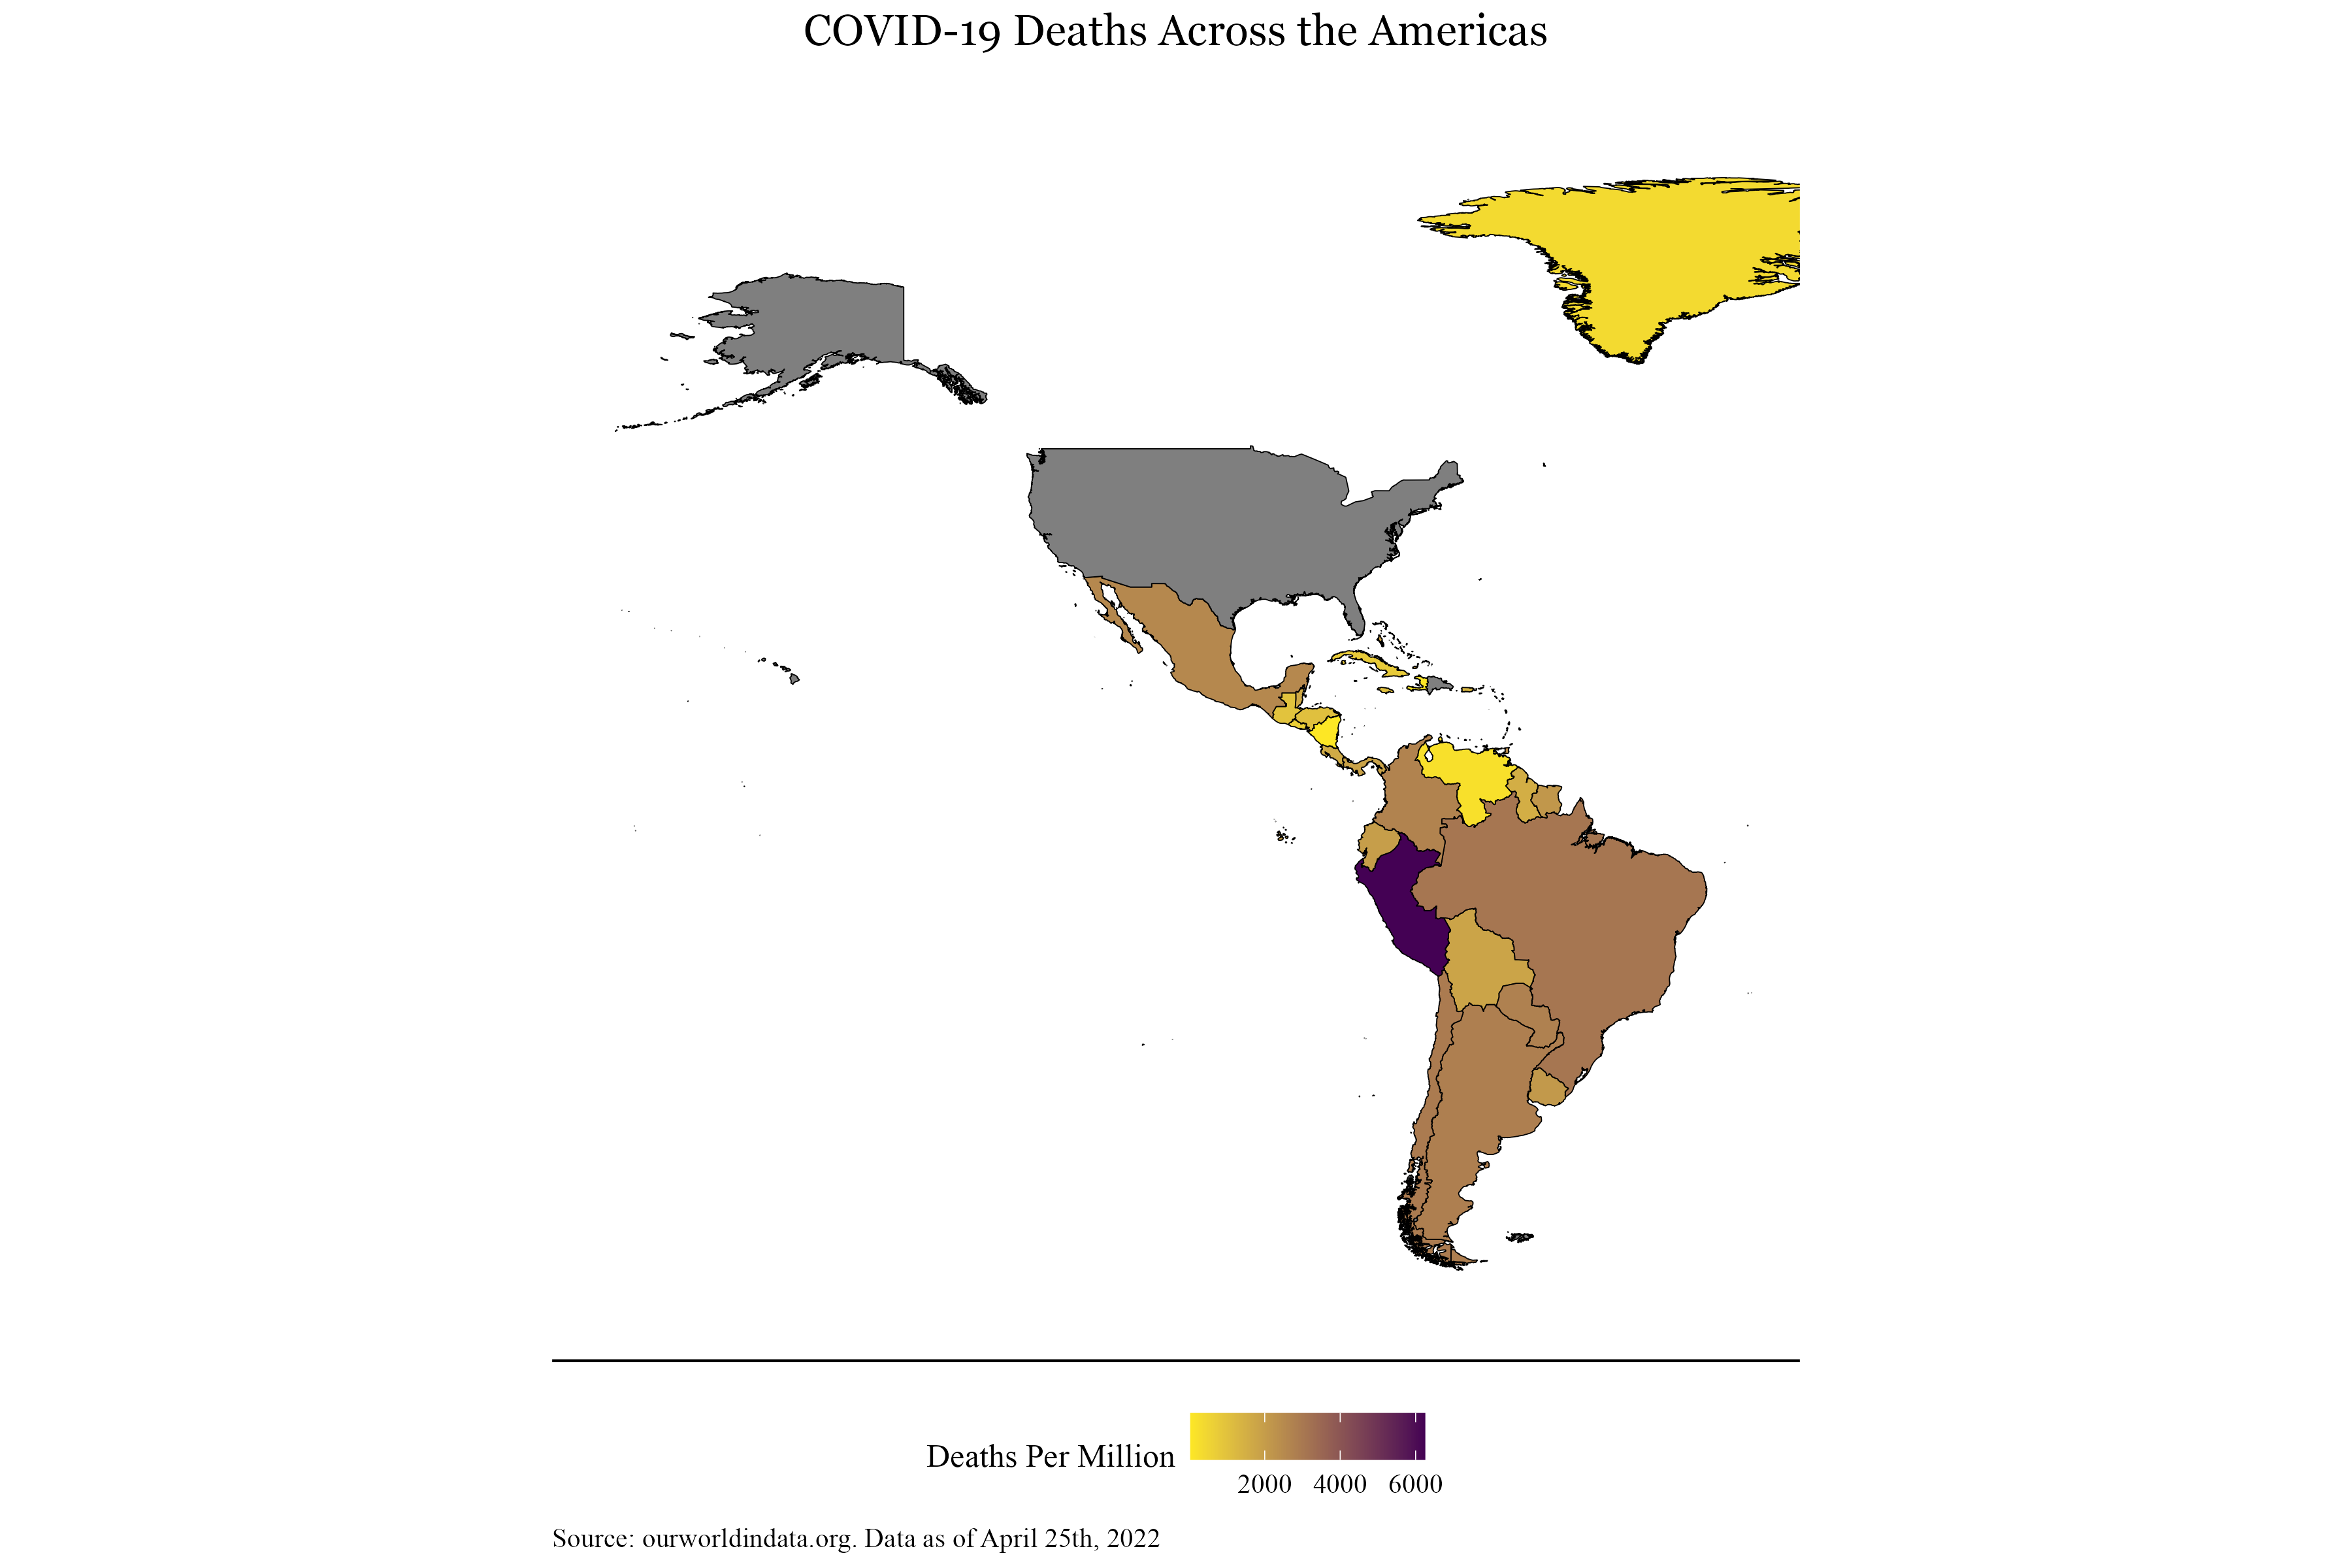 COVID-19 Deaths Across the Americas
Deaths Per Million
2000 4000 6000
Source: ourworldindata.org. Data as of April 25th, 2022